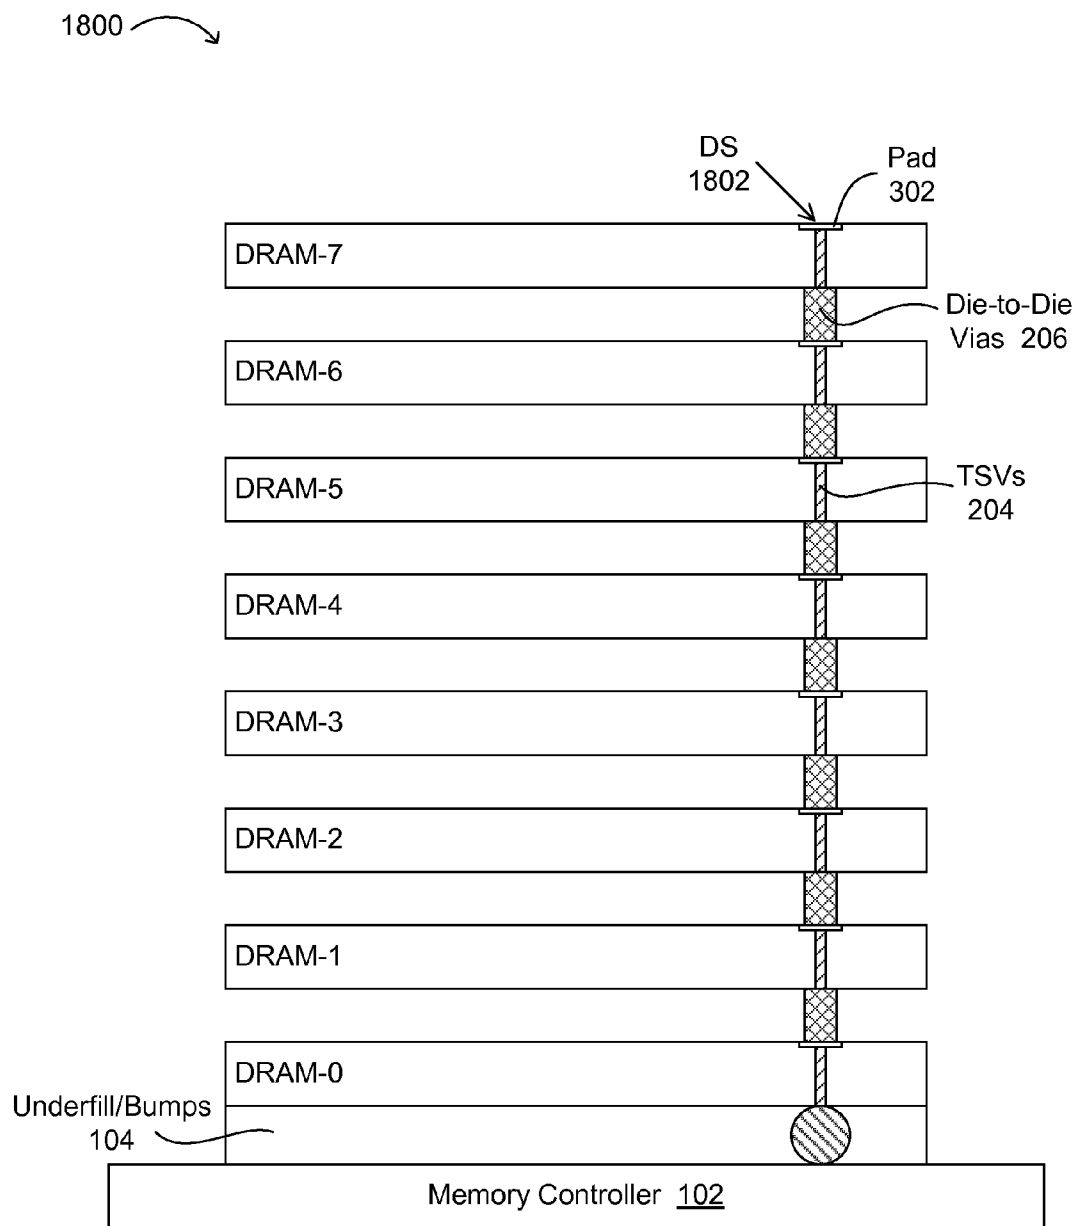 1800
DS
1802
Pad
302
DRAM-7
Die-to-Die
Vias 206
DRAM-6
DRAM-5
TSVs
204
DRAM-4
DRAM-3
DRAM-2
DRAM-1
DRAM-0
Underfill/Bumps
104
Memory Controller 102